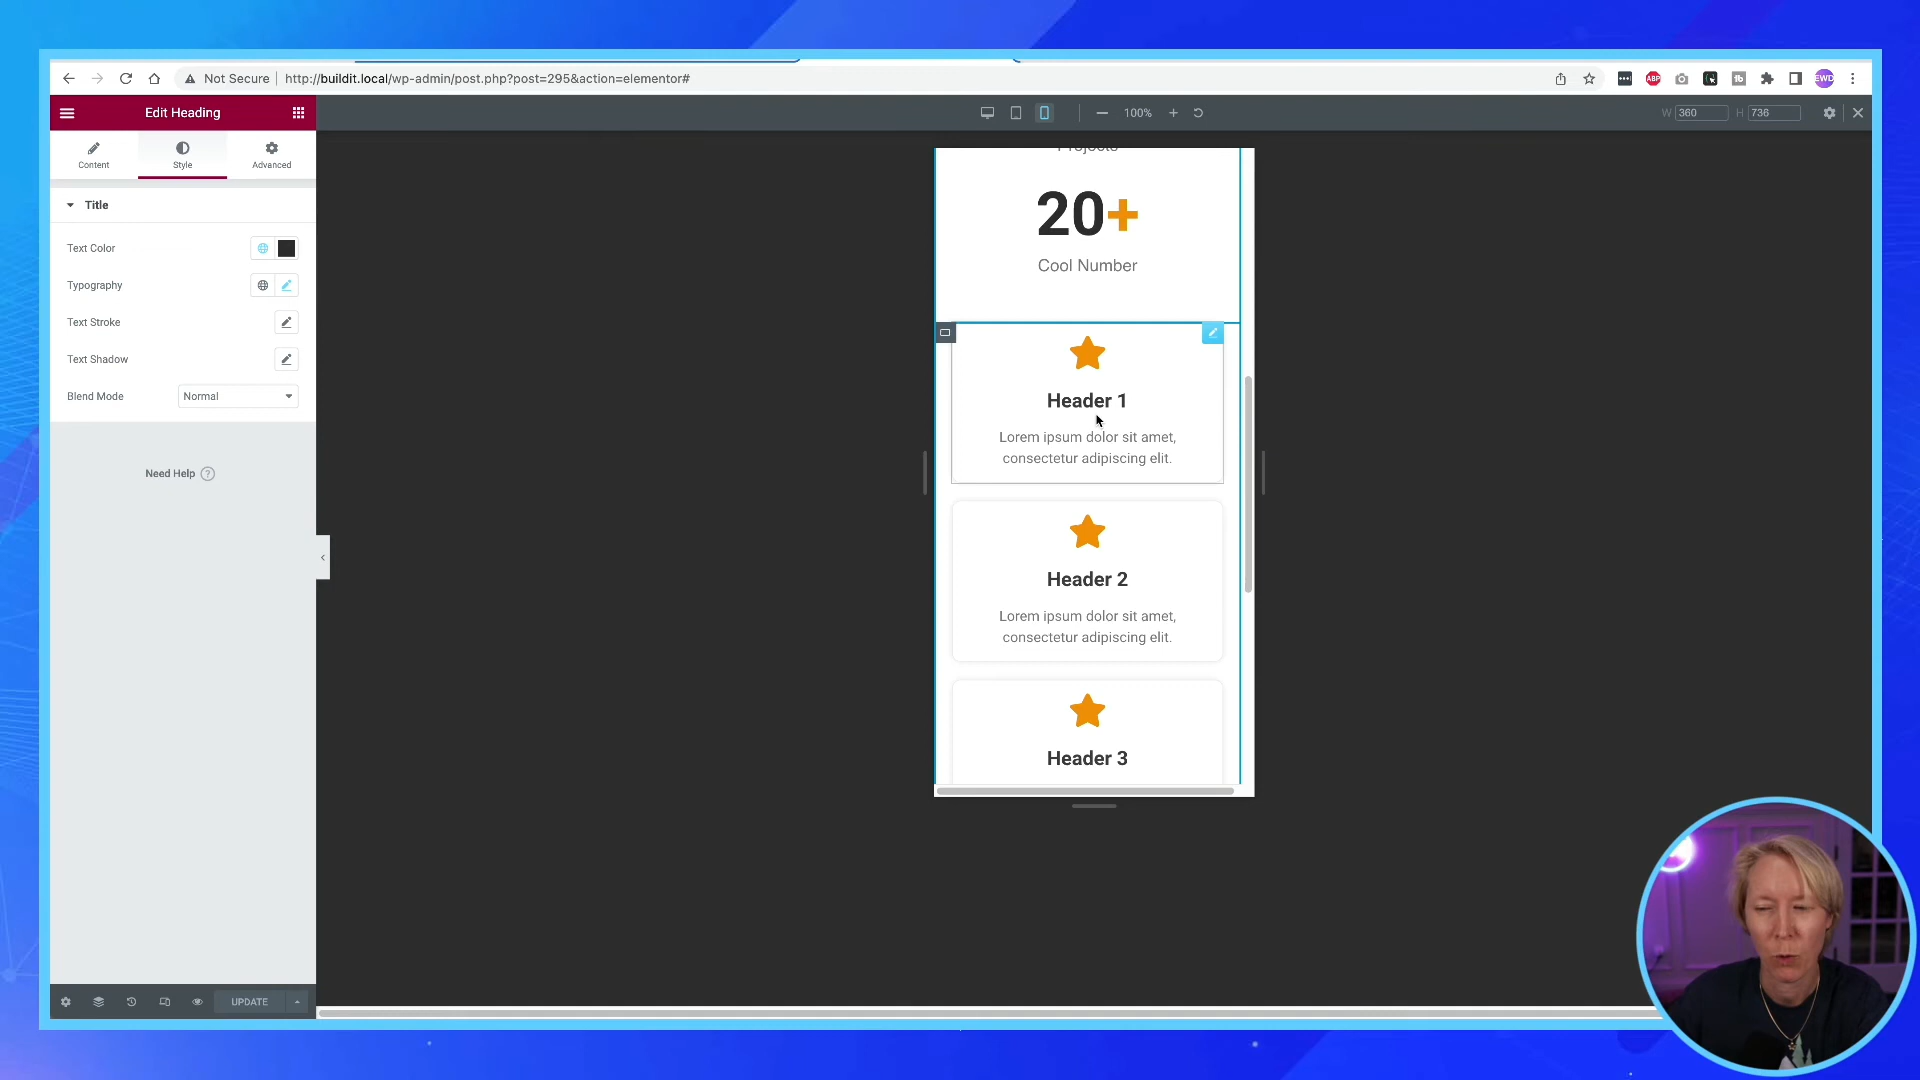 Not Secure
http://buildit.local/wp-admin/post.php?post=295&action=elementor#
ABP
EWD
Edit Heading
100%
W 360
H 736
Content
Style
Advanced
Title
Text Color
Typography
Text Stroke
Text Shadow
Blend Mode
Normal
Need Help ?
UPDATE
Projects
20+
Cool Number
Header 1
Lorem ipsum dolor sit amet,
consectetur adipiscing elit.
Header 2
Lorem ipsum dolor sit amet,
consectetur adipiscing elit.
Header 3